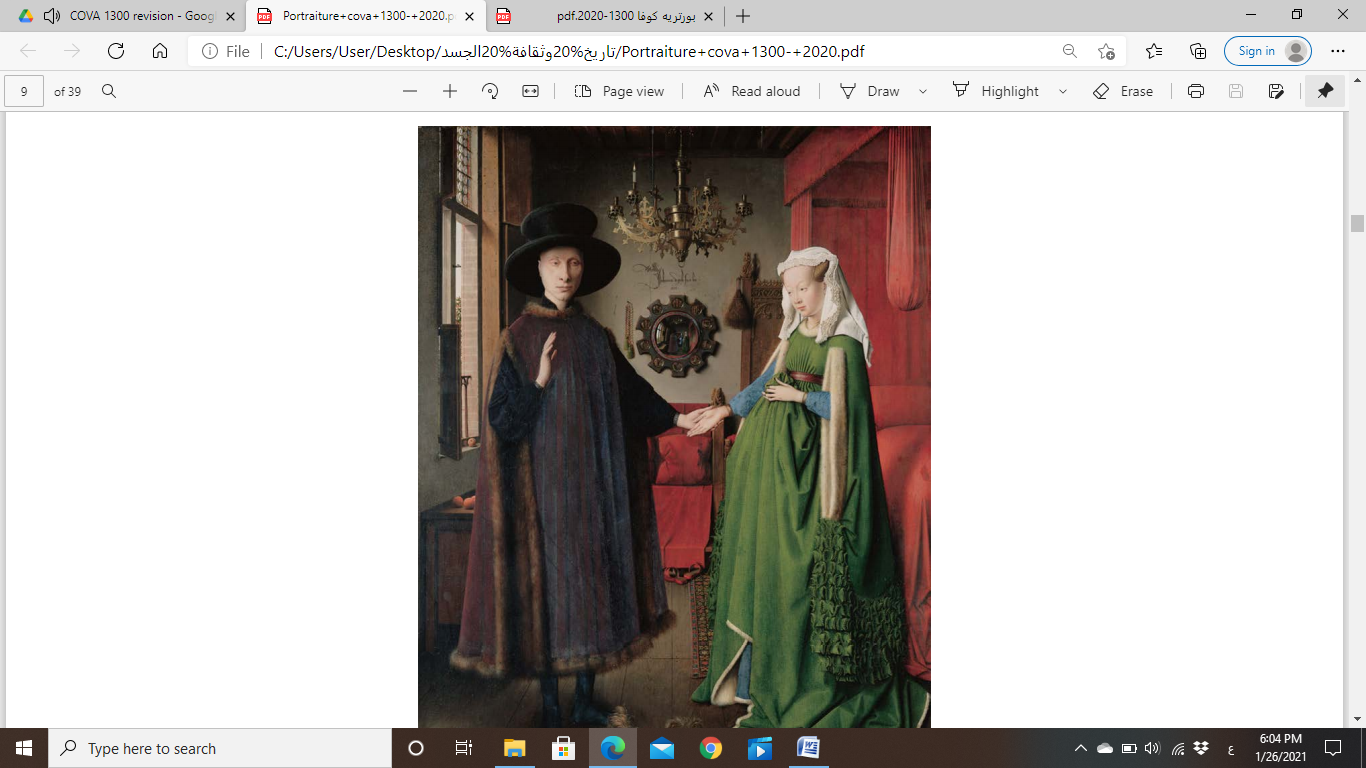 COVA 1300 revision - Goog
Portraiture+cova+1300-+2020.p
بورتريه كوفا 1300-2020.pdf
File
C:/Users/User/Desktop/تاريخ%20وثقافة%20الجسد/Portraiture+cova+1300-+2020.pdf
Sign in
9 of 39
Page view
Read aloud
Draw
Highlight
Erase
Type here to search
ع
6:04 PM
1/26/2021